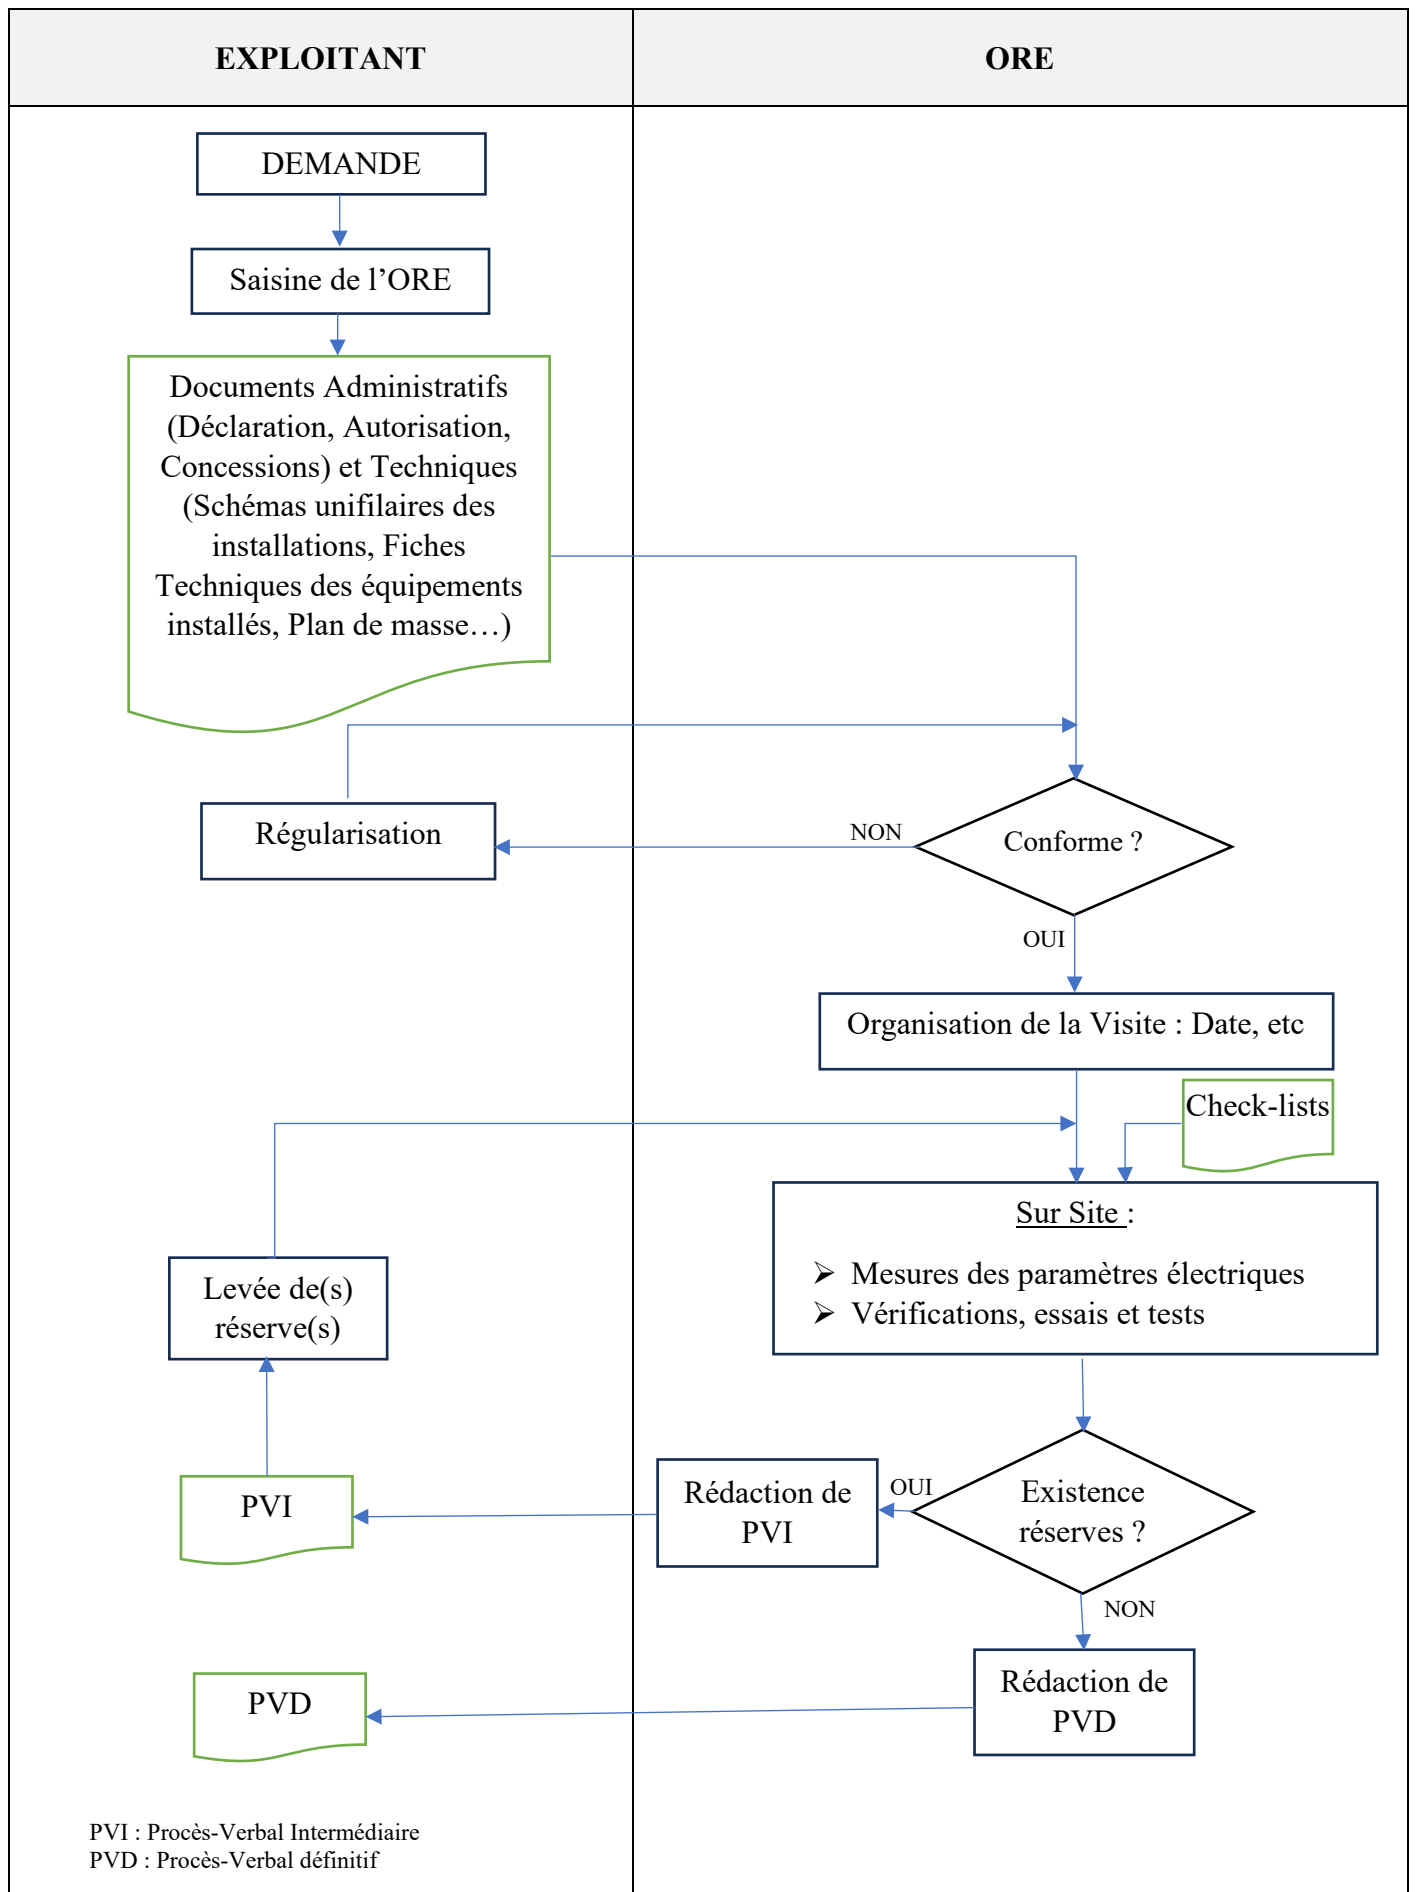 EXPLOITANT
ORE
DEMANDE
Saisine de l’ORE
Documents Administratifs
(Déclaration, Autorisation,
Concessions) et Techniques
(Schémas unifilaires des
installations, Fiches
Techniques des équipements
installés, Plan de masse…)
Régularisation
NON
Conforme ?
OUI
Organisation de la Visite : Date, etc
Check-lists
Sur Site :
➢ Mesures des paramètres électriques
➢ Vérifications, essais et tests
Levée de(s)
réserve(s)
PVI
Rédaction de
PVI
OUI
Existence
réserves ?
NON
PVD
Rédaction de
PVD
PVI : Procès-Verbal Intermédiaire
PVD : Procès-Verbal définitif